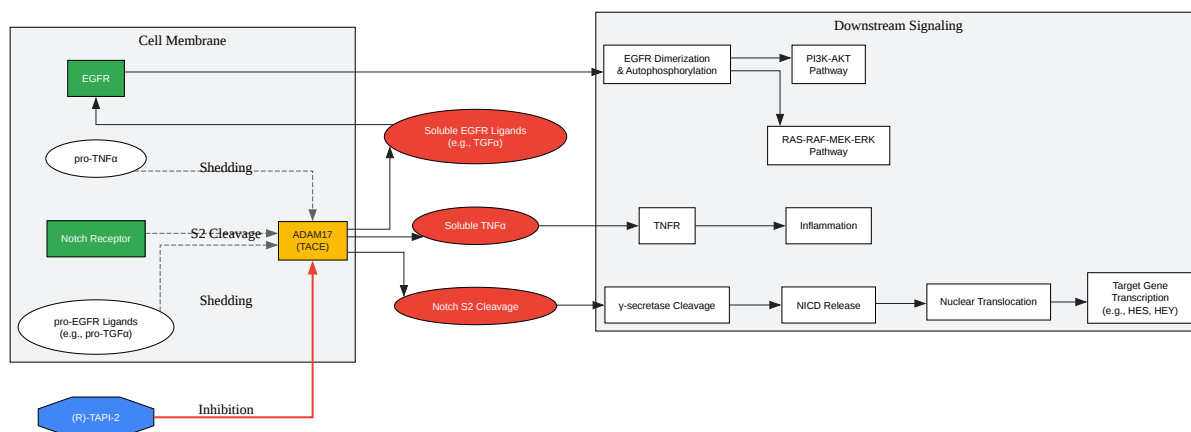 Cell Membrane
EGFR
pro-TNFα
Shedding
Notch Receptor
S2 Cleavage
ADAM17
(TACE)
Shedding
pro-EGFR Ligands
(e.g., pro-TGFα)
(R)-TAPI-2
Inhibition
Soluble EGFR Ligands
(e.g., TGFα)
Soluble TNFα
Notch S2 Cleavage
Downstream Signaling
EGFR Dimerization
& Autophosphorylation
PI3K-AKT
Pathway
RAS-RAF-MEK-ERK
Pathway
TNFR
Inflammation
γ-secretase Cleavage
NICD Release
Nuclear Translocation
Target Gene
Transcription
(e.g., HES, HEY)